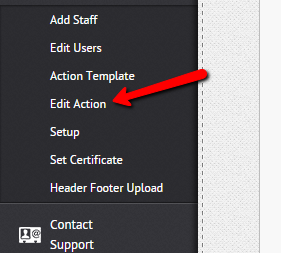 Add Staff
Edit Users
Action Template
Edit Action
Setup
Set Certificate
Header Footer Upload
Contact
Support